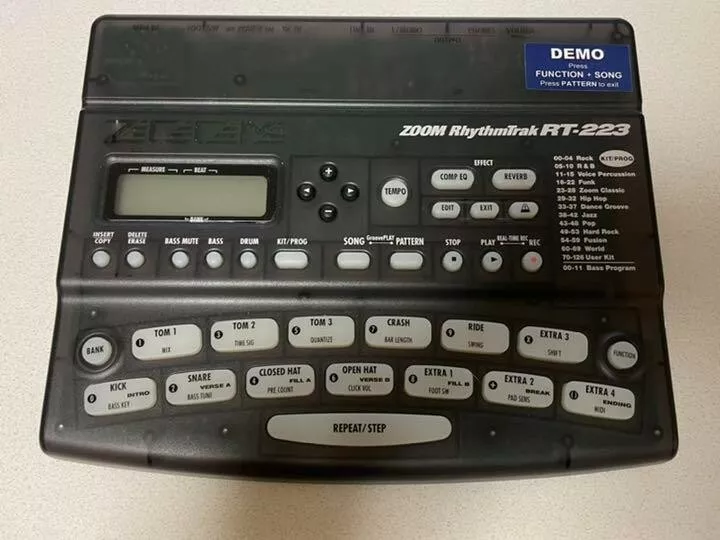 DEMO
Press
FUNCTION + SONG
Press PATTERN to exit
ZOOM
ZOOM RhythmTrak RT-223
MEASURE BEAT
EFFECT
COMP EQ REVERB
TEMPO
EDIT EXIT
KIT/PROG
00-04 Rock
05-10 R & B
11-15 Voice Percussion
16-22 Funk
23-28 Zoom Classic
29-32 Hip Hop
33-37 Dance Groove
38-42 Jazz
43-48 Pop
49-53 Hard Rock
54-59 Fusion
60-69 World
70-126 User Kit
00-11 Bass Program
INSERT COPY
DELETE ERASE
BASS MUTE BASS DRUM KIT/PROG
SONG GroovePLAY PATTERN
STOP PLAY REAL-TIME REC REC
BANK
TOM 1 MIX
TOM 2 TIME SIG
TOM 3 QUANTIZE
CRASH BAR LENGTH
RIDE SWING
EXTRA 3 SHIFT
FUNCTION
KICK INTRO BASS KEY
SNARE VERSE A BASS TUNE
CLOSED HAT FILL A PRE COUNT
OPEN HAT VERSE B CLICK VOL
EXTRA 1 FILL B FOOT SW
EXTRA 2 BREAK PAD SENS
EXTRA 4 ENDING MIDI
REPEAT/STEP